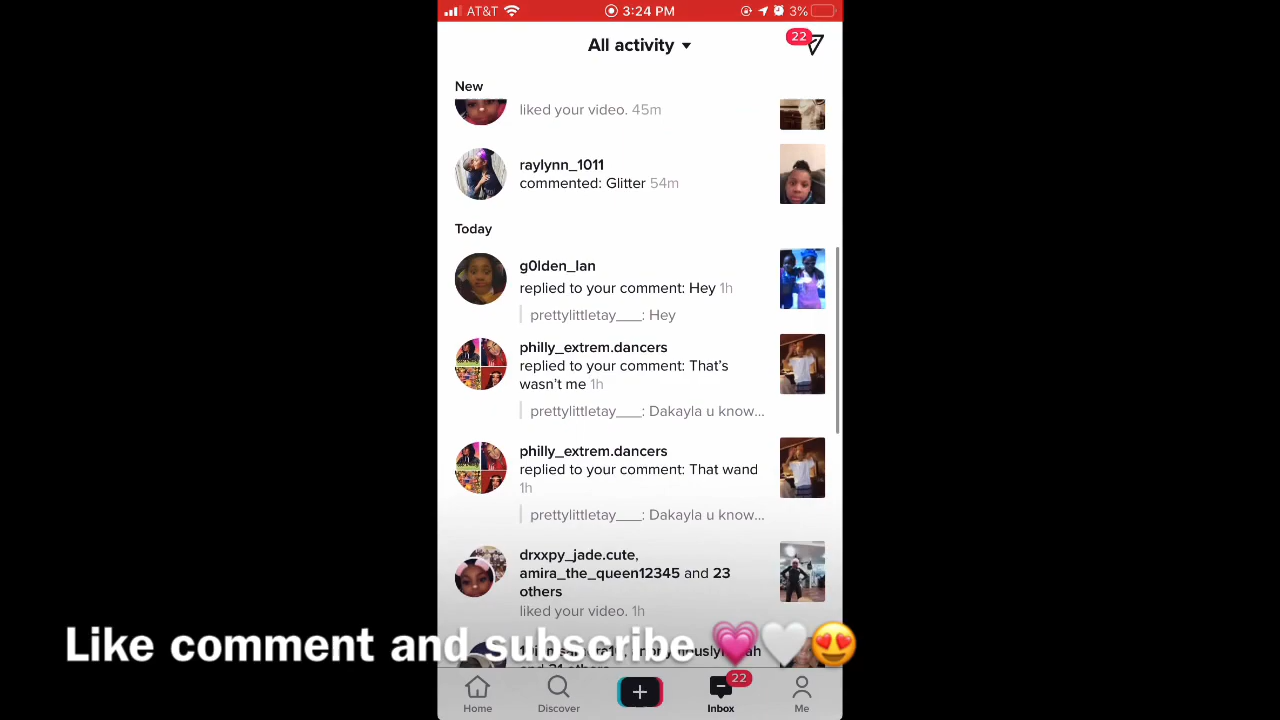 AT&T 3:24 PM 3%
All activity 22
New
liked your video. 45m
raylynn_1011
commented: Glitter 54m
Today
g0lden_lan
replied to your comment: Hey 1h
prettylittletay___: Hey
philly_extrem.dancers
replied to your comment: That's
wasn't me 1h
prettylittletay___: Dakayla u know...
philly_extrem.dancers
replied to your comment: That wand
1h
prettylittletay___: Dakayla u know...
drxxpy_jade.cute,
amira_the_queen12345 and 23
others
liked your video. 1h
Like comment and subscribe 💗🤍😍
22
Home Discover Inbox Me